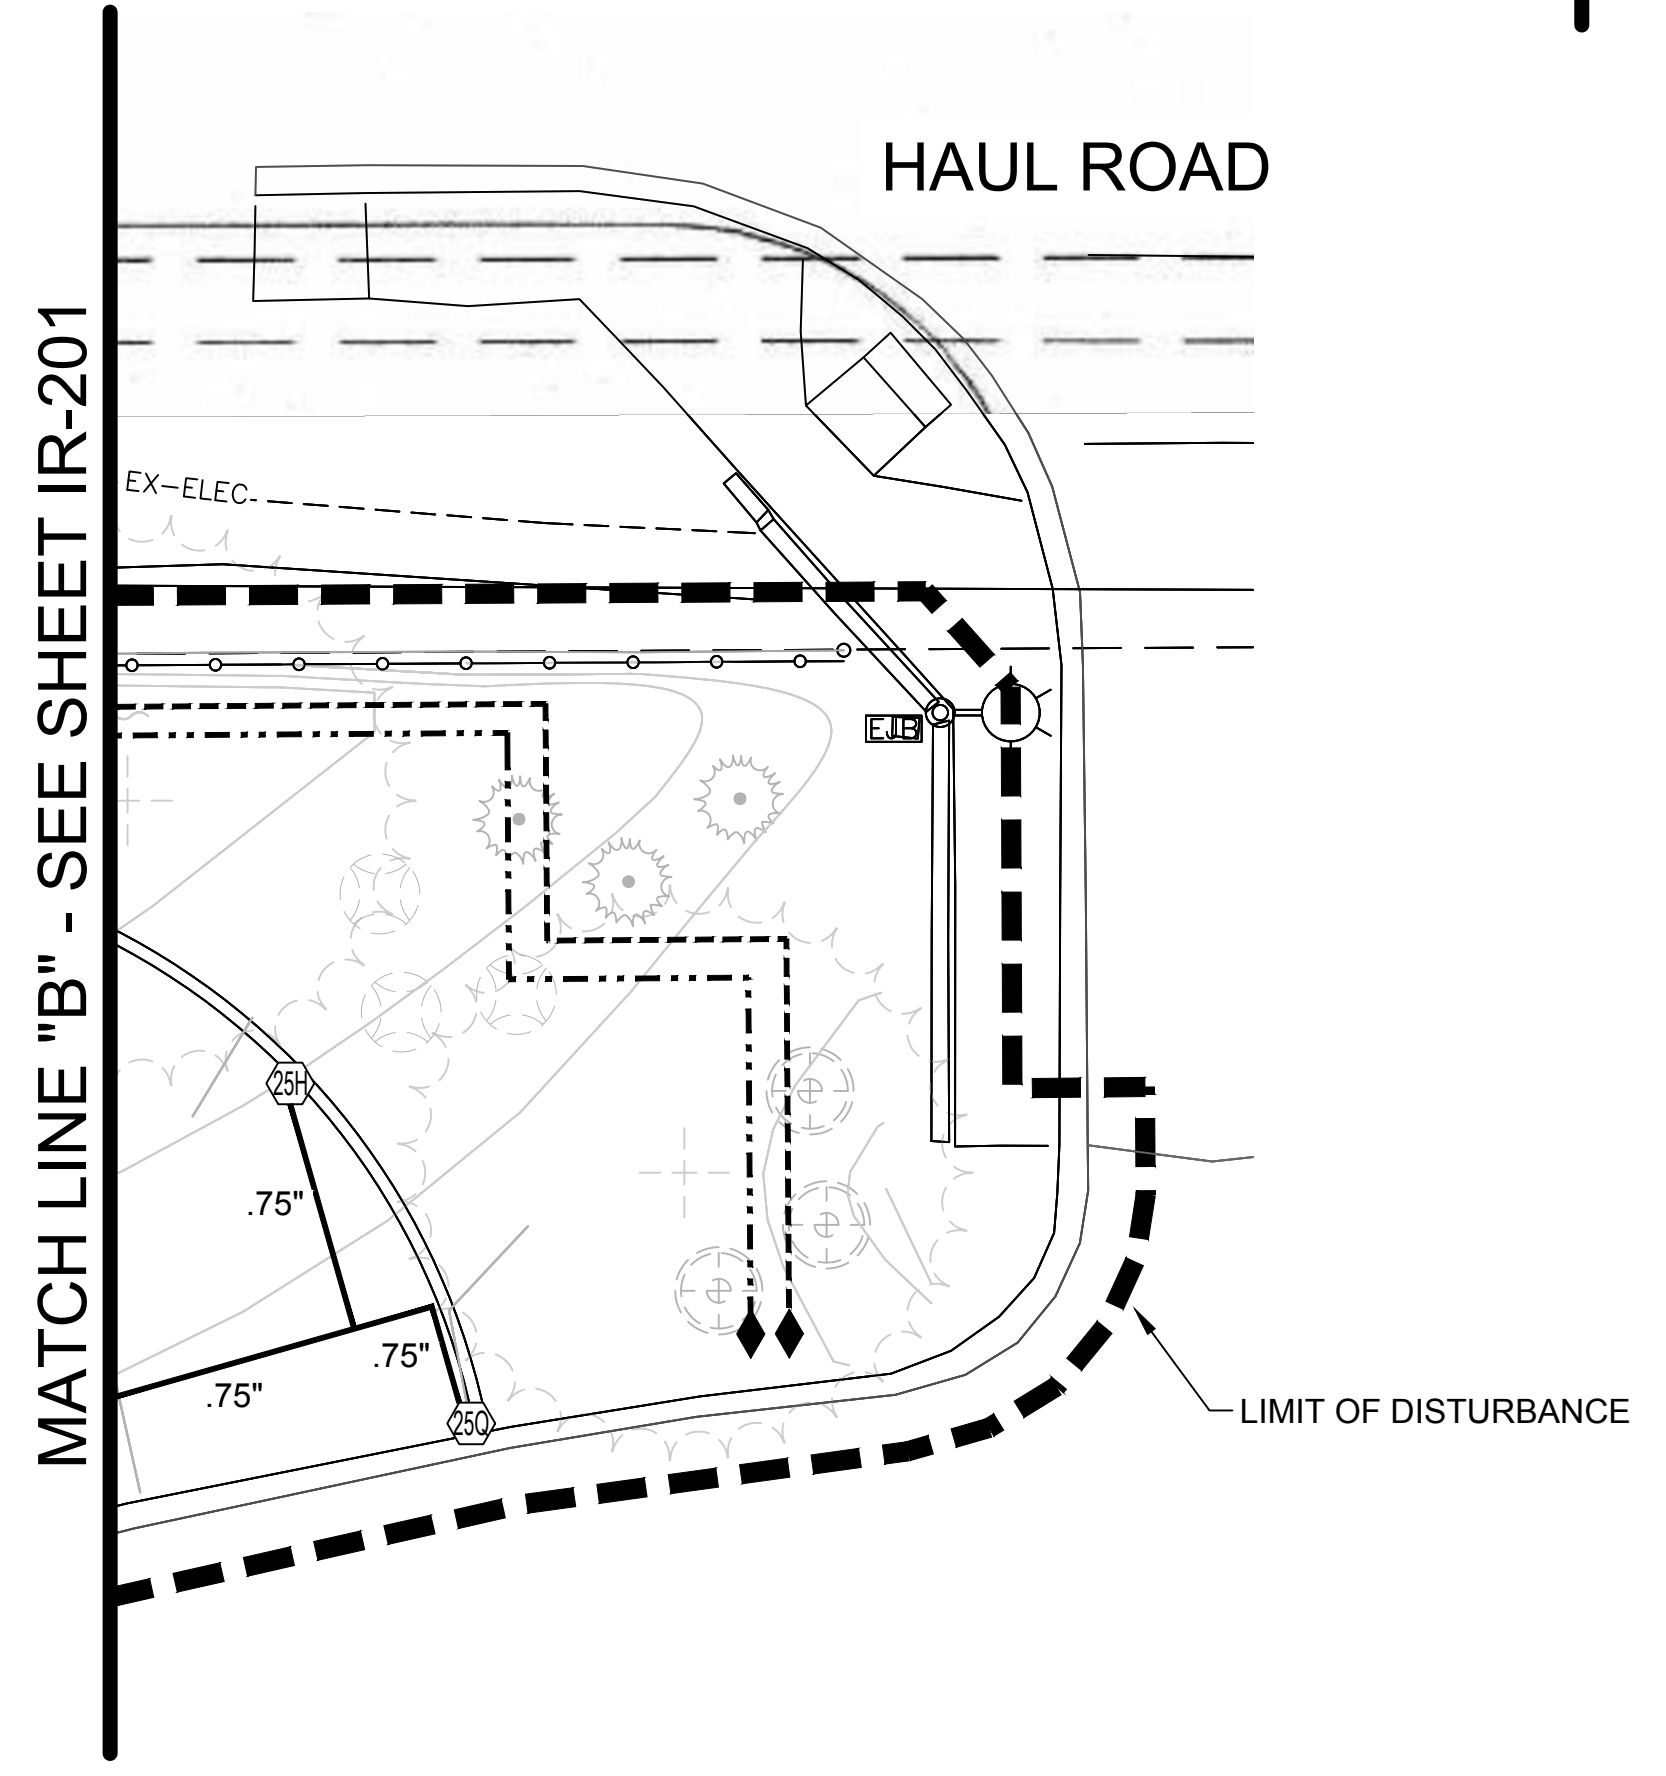 HAUL ROAD
MATCH LINE "B" - SEE SHEET IR-201
EX-ELEC-
EJB
25H
.75"
.75"
.75"
25Q
LIMIT OF DISTURBANCE